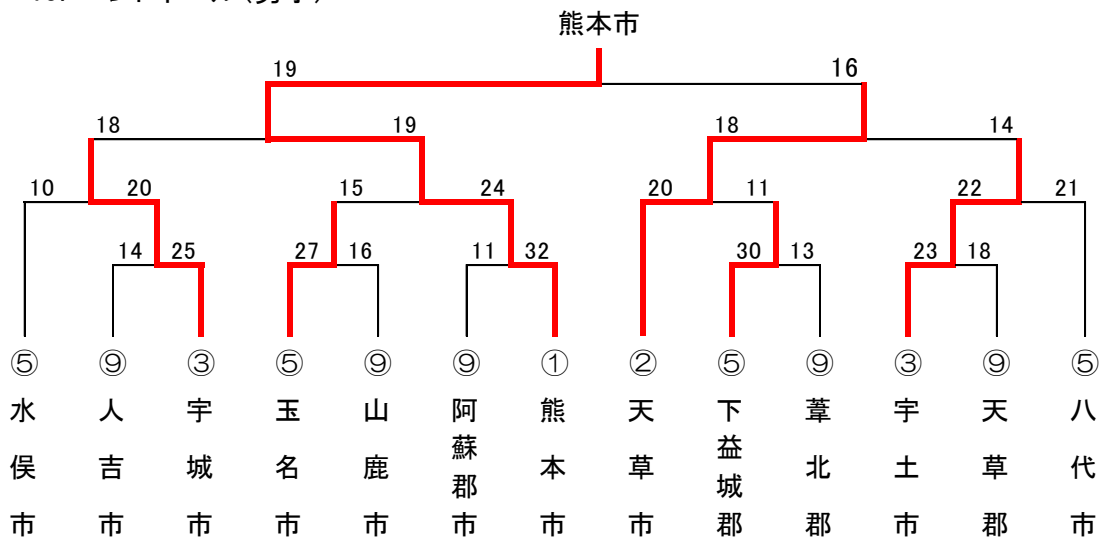 熊本市
19 16
18 19 18 14
10 20 15 24 20 11 22 21
14 25 27 16 11 32 30 13 23 18
⑤ ⑨ ③ ⑤ ⑨ ⑨ ① ② ⑤ ⑨ ③ ⑨ ⑤
水俣市
人吉市
宇城市
玉名市
山鹿市
阿蘇郡市
熊本市
天草市
下益城郡
葦北郡
宇土市
天草郡
八代市